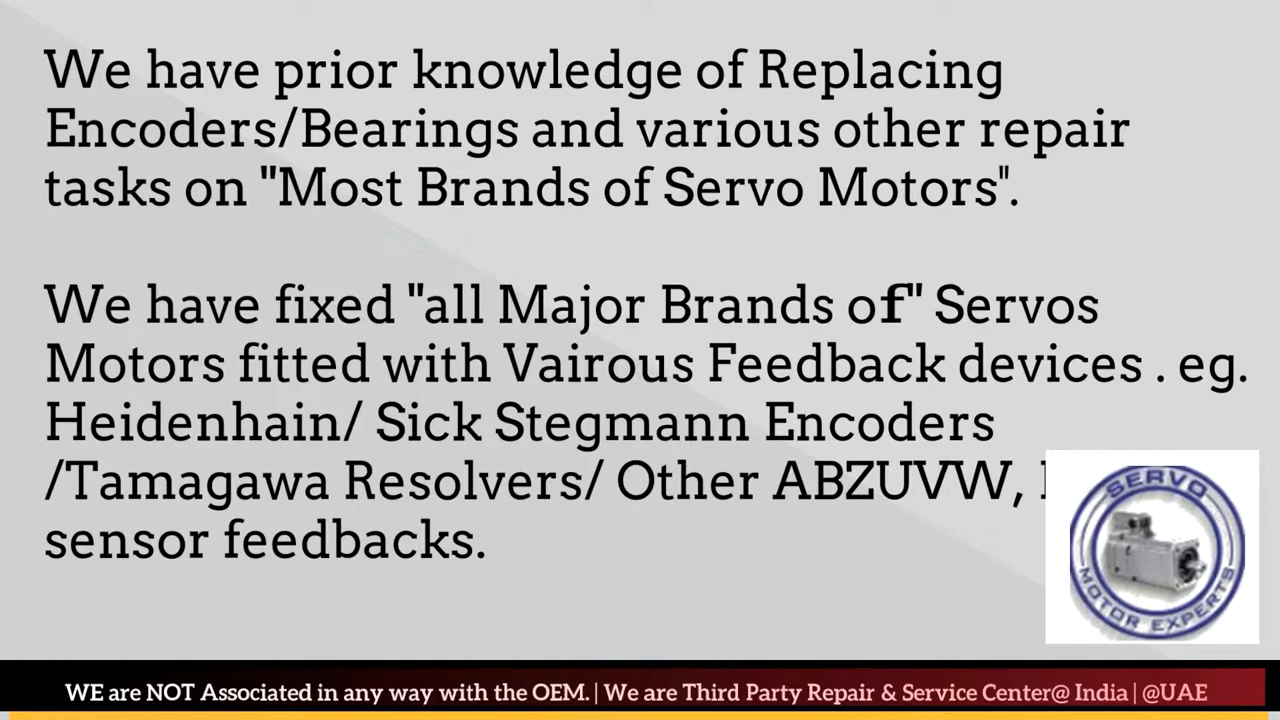 We have prior knowledge of Replacing
Encoders/Bearings and various other repair
tasks on "Most Brands of Servo Motors".
We have fixed "all Major Brands of" Servos
Motors fitted with Vairous Feedback devices . eg.
Heidenhain/ Sick Stegmann Encoders
/Tamagawa Resolvers/ Other ABZUVW,
sensor feedbacks.
SERVO
MOTOR EXPERTS
WE are NOT Associated in any way with the OEM. | We are Third Party Repair & Service Center@ India | @UAE